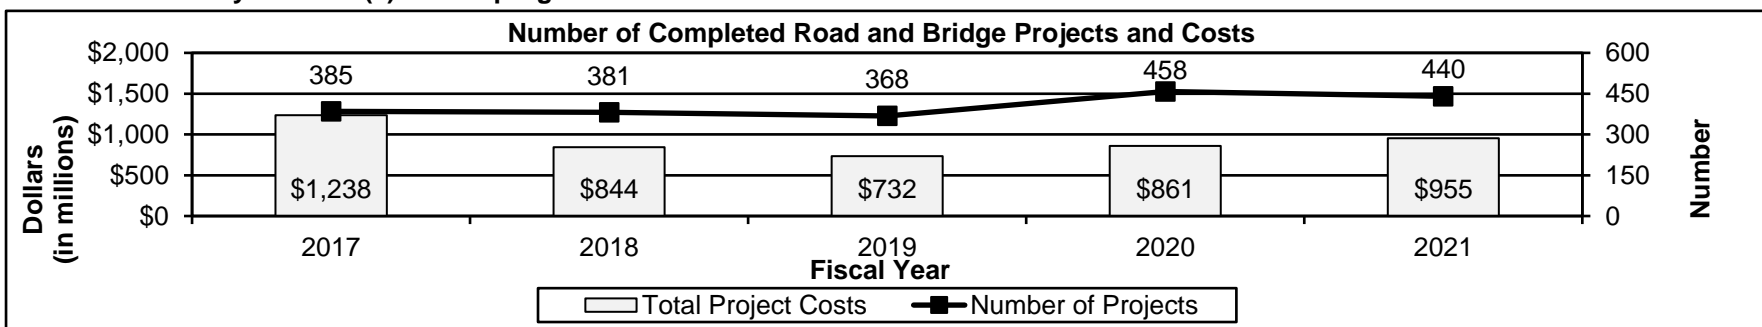 Number of Completed Road and Bridge Projects and Costs
Dollars
(in millions)
$2,000
$1,500
$1,000
$500
$0
385 381 368 458 440
$1,238 $844 $732 $861 $955
600
450
300
150
0
Number
2017 2018 2019 2020 2021
Fiscal Year
Total Project Costs Number of Projects